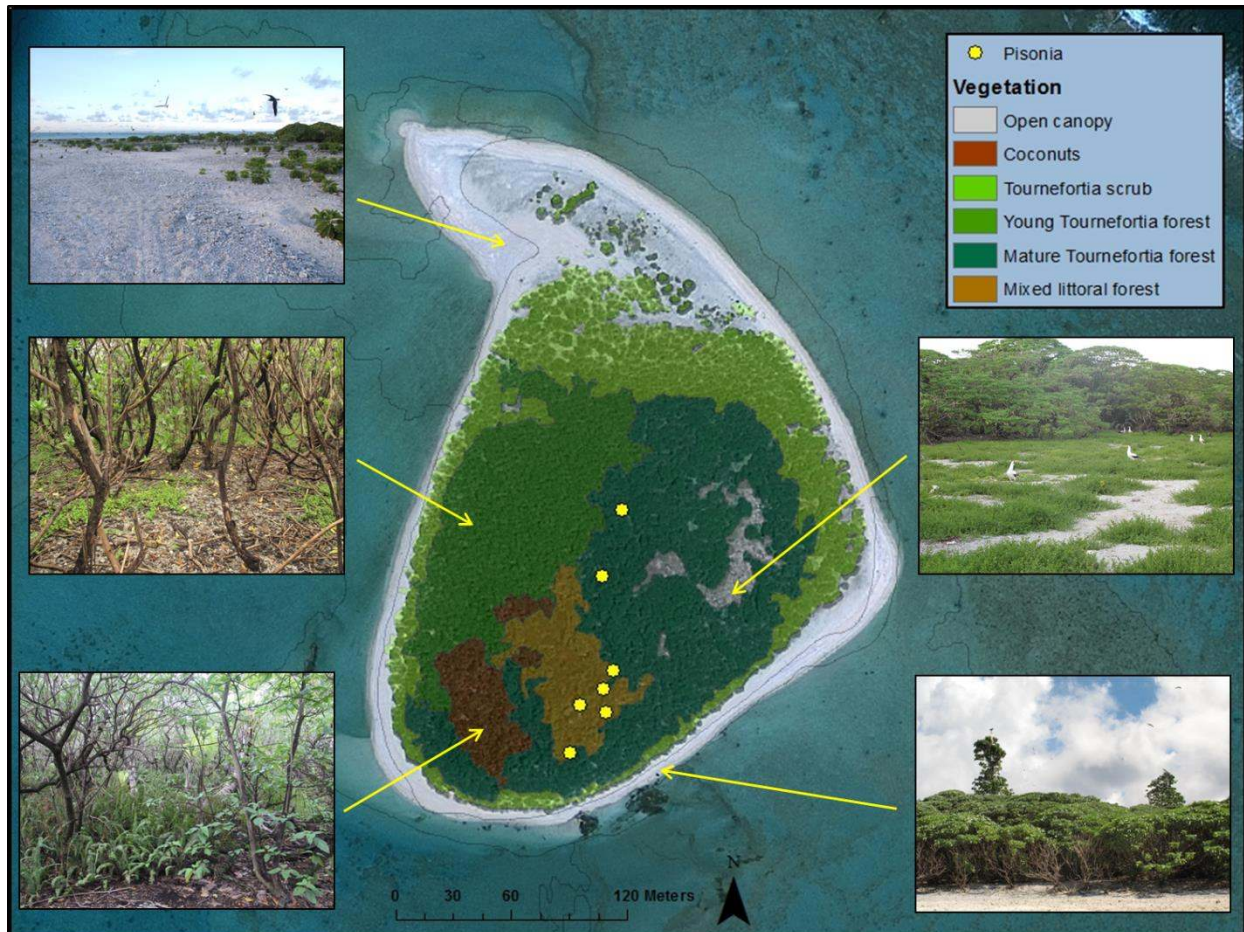 Pisonia
Vegetation
Open canopy
Coconuts
Tournefortia scrub
Young Tournefortia forest
Mature Tournefortia forest
Mixed littoral forest
N
0 30 60 120 Meters